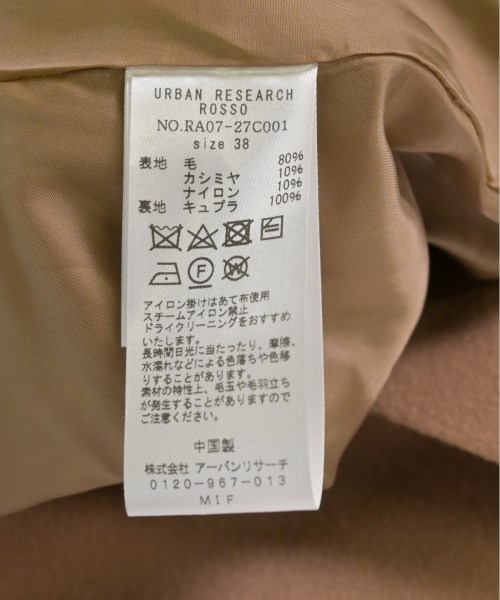 URBAN RESEARCH
ROSSO
NO.RA07-27C001
size 38
表地 毛 80%
カシミヤ 10%
ナイロン 10%
裏地 キュプラ 100%
F
W
アイロン掛けはあて布使用
スチームアイロン禁止
ドライクリーニングをおすすめ
いたします。
長時間日光に当たったり、摩擦、
水濡れなどによる色落ちや色移
りすることがあります。
素材の特性上、毛玉や毛羽立ち
が発生することがありますので
ご注意ください。
中国製
株式会社 アーバンリサーチ
0120-967-013
MIF